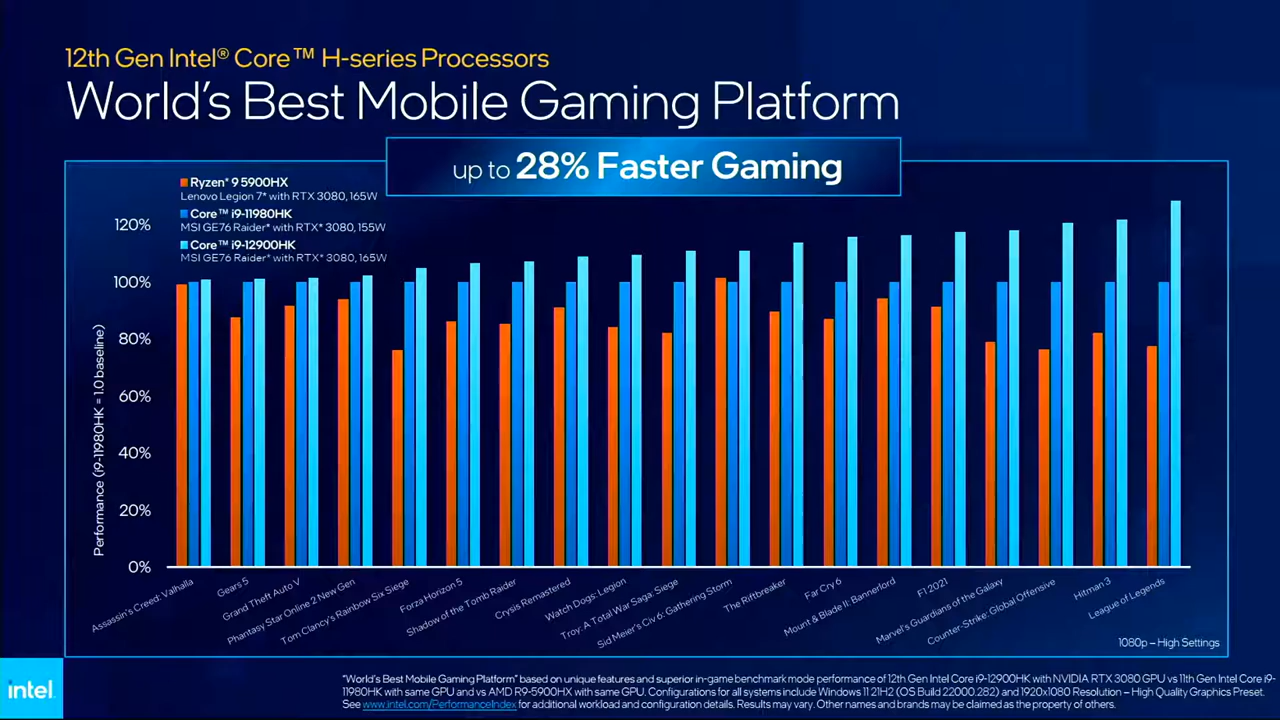 12th Gen Intel® Core™ H-series Processors
World's Best Mobile Gaming Platform
up to 28% Faster Gaming
Ryzen* 9 5900HX
Lenovo Legion 7* with RTX 3080, 165W
Core™ i9-11980HK
MSI GE76 Raider* with RTX* 3080, 155W
Core™ i9-12900HK
MSI GE76 Raider* with RTX* 3080, 165W
Performance (i9-11980HK = 1.0 baseline)
120%
100%
80%
60%
40%
20%
0%
Assassin's Creed: Valhalla
Gears 5
Grand Theft Auto V
Phantasy Star Online 2 New Gen
Tom Clancy's Rainbow Six Siege
Forza Horizon 5
Shadow of the Tomb Raider
Crysis Remastered
Watch Dogs: Legion
Troy: A Total War Saga: Siege
Sid Meier's Civ 6: Gathering Storm
The Riftbreaker
Far Cry 6
Mount & Blade II: Bannerlord
F1 2021
Marvel's Guardians of the Galaxy
Counter-Strike: Global Offensive
Hitman 3
League of Legends
1080p – High Settings
intel.
"World's Best Mobile Gaming Platform" based on unique features and superior in-game benchmark mode performance of 12th Gen Intel Core i9-12900HK with NVIDIA RTX 3080 GPU vs 11th Gen Intel Core i9-
11980HK with same GPU and vs AMD R9-5900HX with same GPU. Configurations for all systems include Windows 11 21H2 (OS Build 22000.282) and 1920x1080 Resolution – High Quality Graphics Preset.
See www.intel.com/PerformanceIndex for additional workload and configuration details. Results may vary. Other names and brands may be claimed as the property of others.